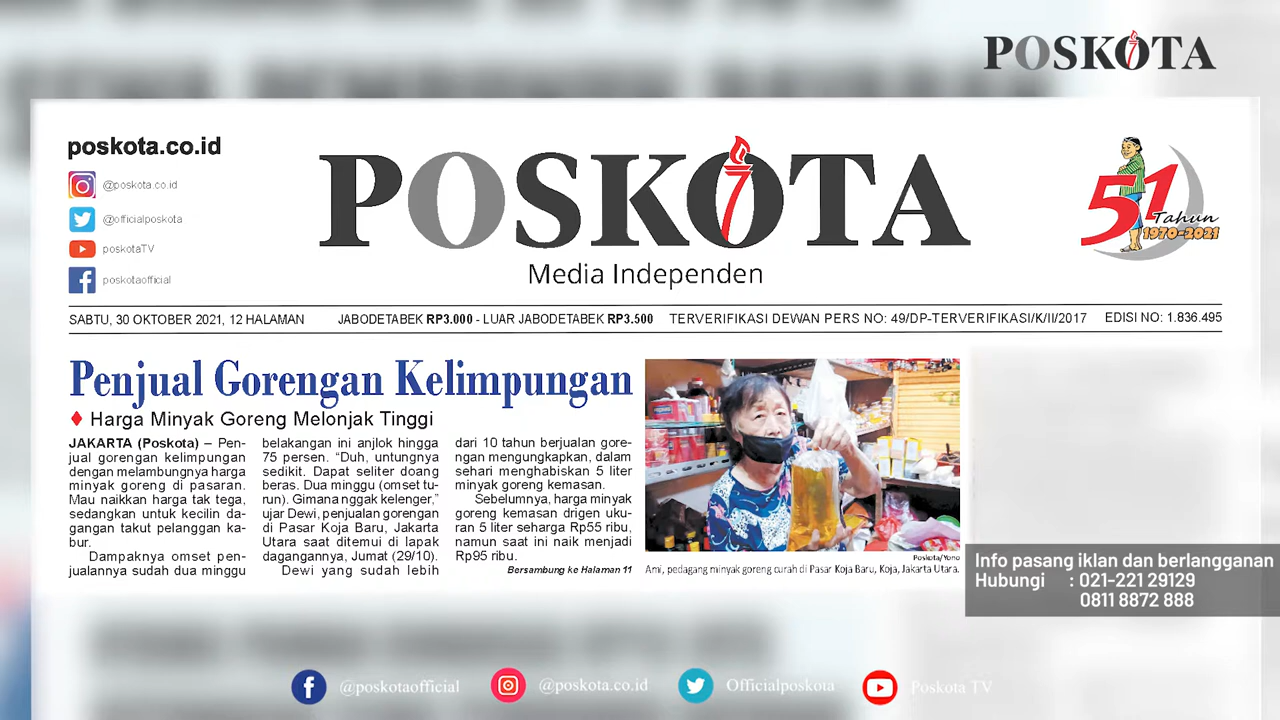 POSKOTA
poskota.co.id
@poskota.co.id
@officialposkota
poskotaTV
poskotaofficial
POSKOTA
Media Independen
51
Tahun
1970-2021
SABTU, 30 OKTOBER 2021, 12 HALAMAN
JABODETABEK RP3.000 - LUAR JABODETABEK RP3.500
TERVERIFIKASI DEWAN PERS NO: 49/DP-TERVERIFIKASI/K/II/2017
EDISI NO: 1.836.495
Penjual Gorengan Kelimpungan
Harga Minyak Goreng Melonjak Tinggi
JAKARTA (Poskota) – Pen-
jual gorengan kelimpungan
dengan melambungnya harga
minyak goreng di pasaran.
Mau naikkan harga tak tega,
sedangkan untuk kecilin da-
gangan takut pelanggan ka-
bur.
Dampaknya omset pen-
jualannya sudah dua minggu
belakangan ini anjlok hingga
75 persen. “Duh, untungnya
sedikit. Dapat seliter doang
beras. Dua minggu (omset tu-
run). Gimana nggak kelenger,”
ujar Dewi, penjualan gorengan
di Pasar Koja Baru, Jakarta
Utara saat ditemui di lapak
dagangannya, Jumat (29/10).
Dewi yang sudah lebih
dari 10 tahun berjualan gore-
ngan mengungkapkan, dalam
sehari menghabiskan 5 liter
minyak goreng kemasan.
Sebelumnya, harga minyak
goreng kemasan drigen uku-
ran 5 liter seharga Rp55 ribu,
namun saat ini naik menjadi
Rp95 ribu.
Bersambung ke Halaman 11
Poskota/Yono
Ami, pedagang minyak goreng curah di Pasar Koja Baru, Koja, Jakarta Utara.
Info pasang iklan dan berlangganan
Hubungi : 021-221 29129
0811 8872 888
@poskotaofficial
@poskota.co.id
Officialposkota
Poskota TV